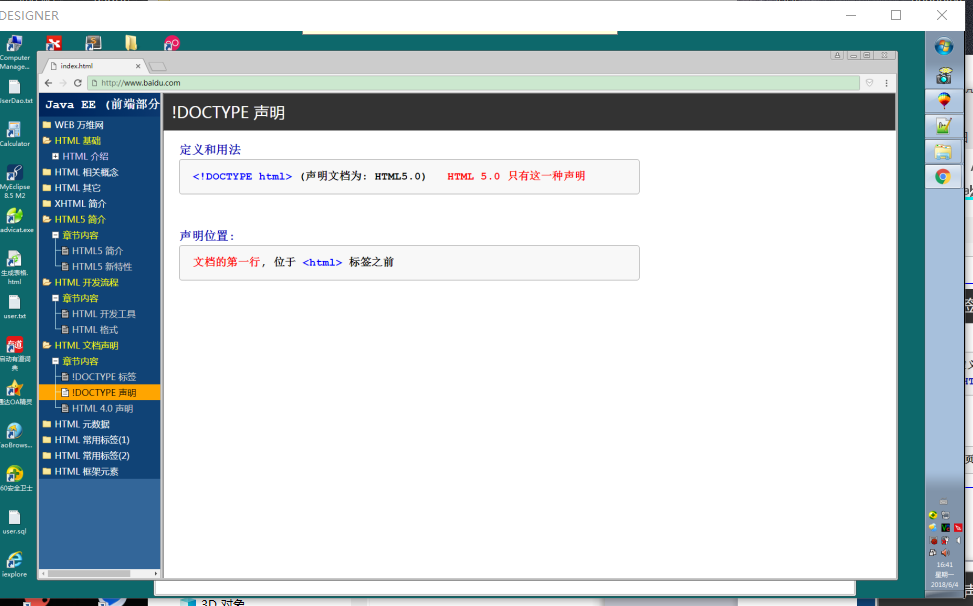 DESIGNER
Computer
Manage...
UserDao.txt
Calculator
MyEclipse
8.5 M2
advicat.exe
生成表格.
html
user.txt
启动有道词
典
通达OA精灵
TaoBrows...
360安全卫士
user.sql
iexplore
index.html
http://www.baidu.com
Java EE (前端部分
WEB 万维网
HTML 基础
HTML 介绍
HTML 相关概念
HTML 其它
XHTML 简介
HTML5 简介
章节内容
HTML5 简介
HTML5 新特性
HTML 开发流程
章节内容
HTML 开发工具
HTML 格式
HTML 文档声明
章节内容
!DOCTYPE 标签
!DOCTYPE 声明
HTML 4.0 声明
HTML 元数据
HTML 常用标签(1)
HTML 常用标签(2)
HTML 框架元素
!DOCTYPE 声明
定义和用法
<!DOCTYPE html> (声明文档为: HTML5.0) HTML 5.0 只有这一种声明
声明位置:
文档的第一行, 位于 <html> 标签之前
16:41
星期一
2018/6/4
3D 对象